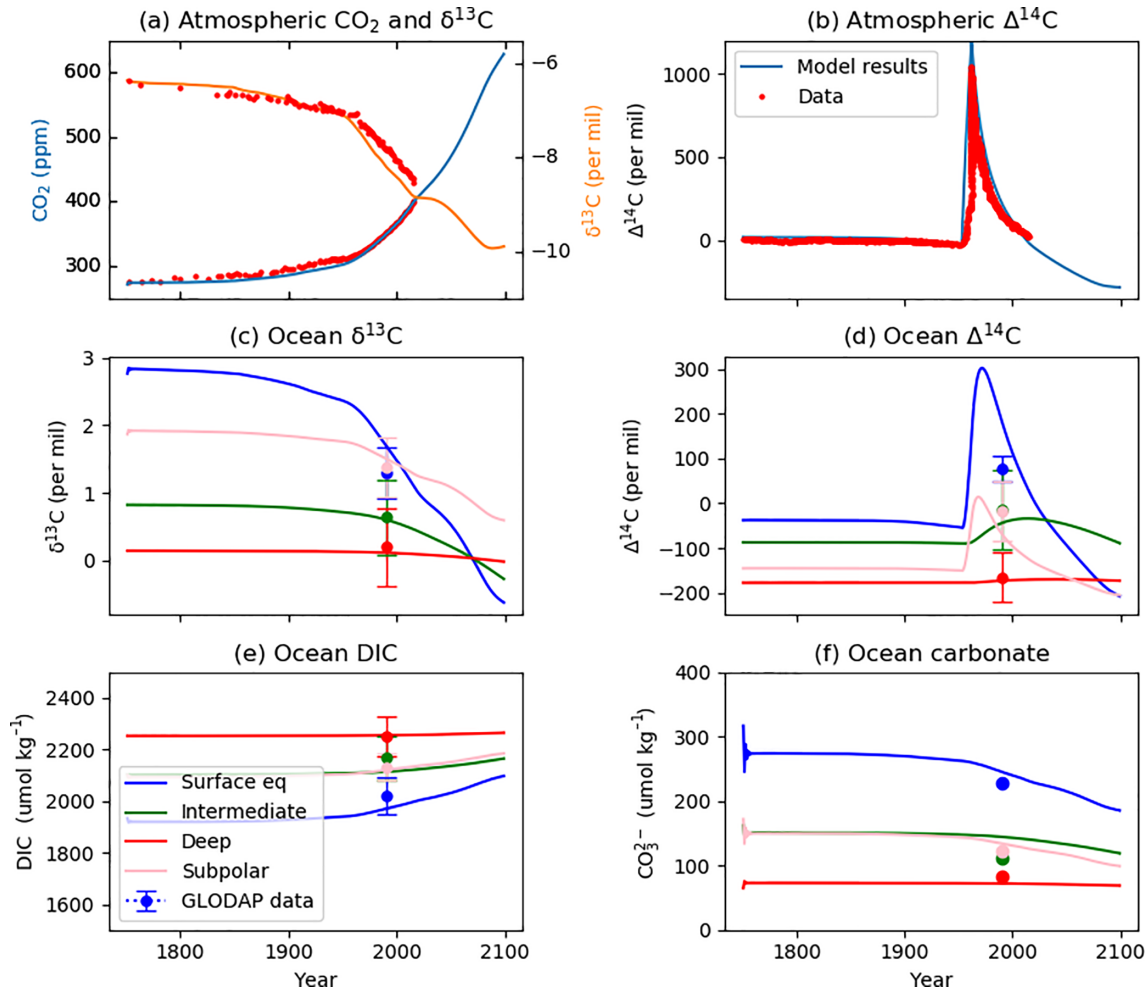 (a) Atmospheric CO₂ and δ¹³C
600
500
400
300
CO₂ (ppm)
−6
−8
−10
δ¹³C (per mil)
(b) Atmospheric Δ¹⁴C
1000
500
0
Δ¹⁴C (per mil)
Model results
Data
(c) Ocean δ¹³C
3
2
1
0
δ¹³C (per mil)
(d) Ocean Δ¹⁴C
300
200
100
0
−100
−200
Δ¹⁴C (per mil)
(e) Ocean DIC
2400
2200
2000
1800
1600
DIC (umol kg⁻¹)
Surface eq
Intermediate
Deep
Subpolar
GLODAP data
1800 1900 2000 2100
Year
(f) Ocean carbonate
400
300
200
100
0
CO₃²⁻ (umol kg⁻¹)
1800 1900 2000 2100
Year